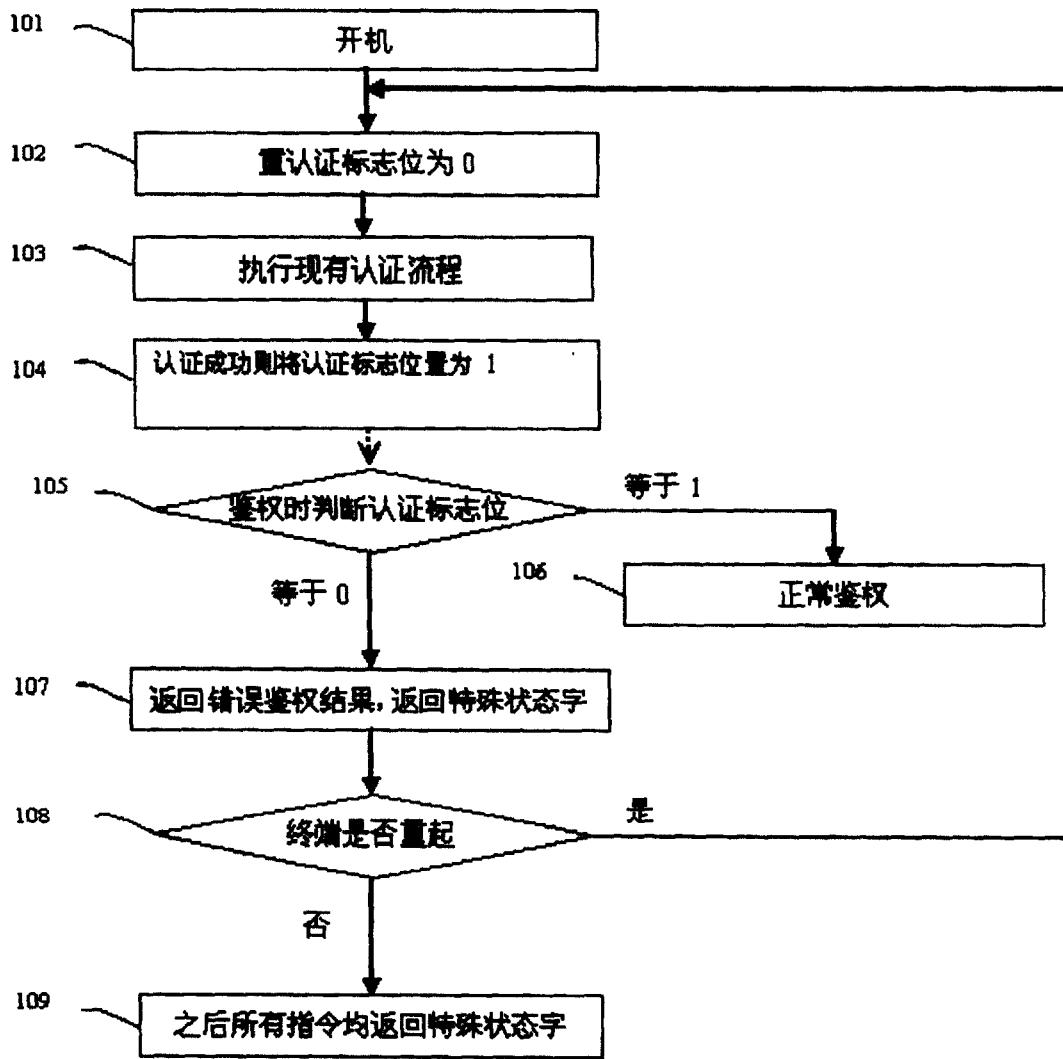 101
开机
102
置认证标志位为 0
103
执行现有认证流程
104
认证成功则将认证标志位置为 1
105
鉴权时判断认证标志位
等于 1
106
正常鉴权
等于 0
107
返回错误鉴权结果，返回特殊状态字
108
终端是否重起
是
否
109
之后所有指令均返回特殊状态字